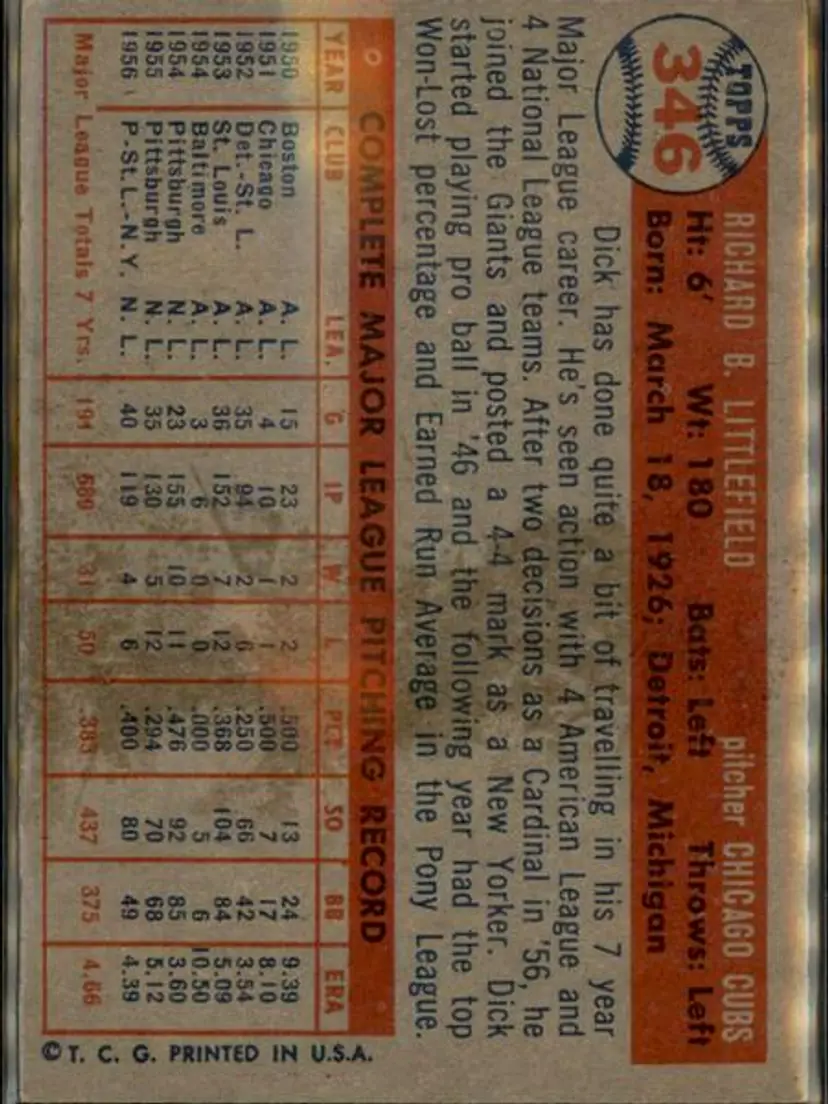 TOPPS
346
RICHARD B. LITTLEFIELD pitcher CHICAGO CUBS
Ht: 6' Wt: 180 Bats: Left Throws: Left
Born: March 18, 1926; Detroit, Michigan
Dick has done quite a bit of travelling in his 7 year
Major League career. He's seen action with 4 American League and
4 National League teams. After two decisions as a Cardinal in '56, he
joined the Giants and posted a 4-4 mark as a New Yorker. Dick
started playing pro ball in '46 and the following year had the top
Won-Lost percentage and Earned Run Average in the Pony League.
COMPLETE MAJOR LEAGUE PITCHING RECORD
YEAR CLUB LEA. G IP W L PCT SO BB ERA
1950 Boston A. L. 15 23 2 2 .500 13 24 9.39
1951 Chicago A. L. 4 10 1 1 .500 7 17 8.10
1952 Det.-St. L. A. L. 35 94 2 6 .250 66 42 3.54
1953 St. Louis A. L. 36 152 7 12 .368 104 84 5.09
1954 Baltimore A. L. 3 6 0 0 .000 5 6 10.50
1954 Pittsburgh N. L. 23 155 10 11 .476 92 85 3.60
1955 Pittsburgh N. L. 35 130 5 12 .294 70 68 5.12
1956 P-St.L.-N.Y. N. L. 40 119 4 6 .400 80 49 4.39
Major League Totals 7 Yrs. 191 689 31 50 .383 437 375 4.66
© T. C. G. PRINTED IN U.S.A.